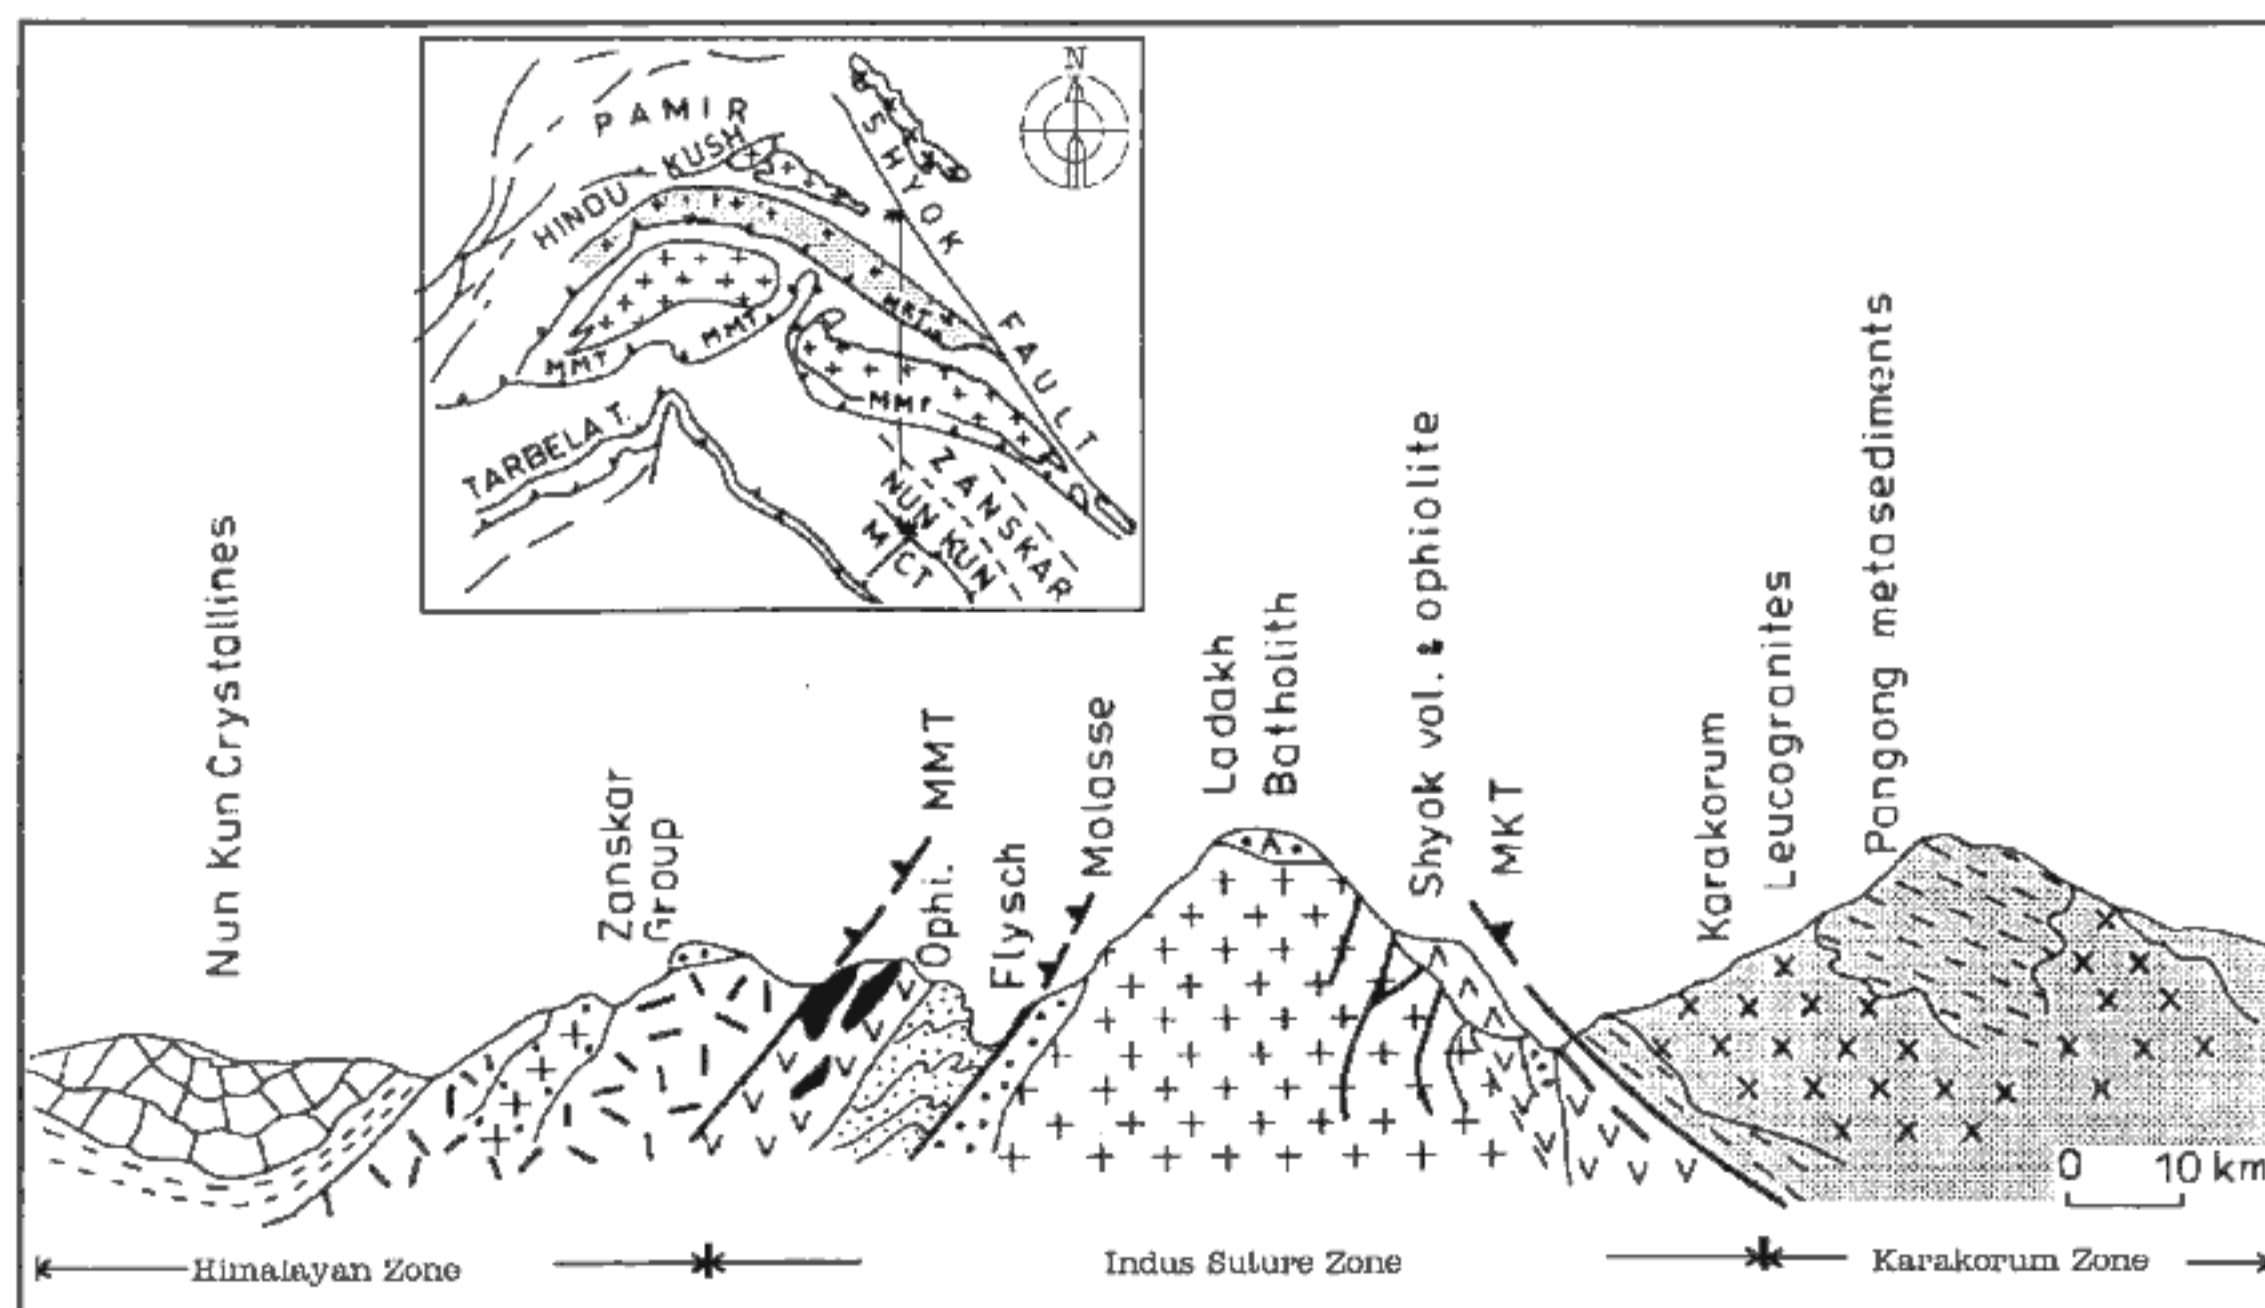 N
PAMIR
HINDU KUSH
SHYOK FAULT
MKT
MMT
MMT
MMT
TARBELA T.
ZANSKAR
NUN KUN
MCT
Nun Kun Crystallines
Zanskar
Group
MMT
Ophi.
Flysch
Molasse
Ladakh
Batholith
Shyok vol. & ophiolite
MKT
Karakorum
Leucogranites
Pangong metasediments
0 10 km
Himalayan Zone
Indus Suture Zone
Karakorum Zone